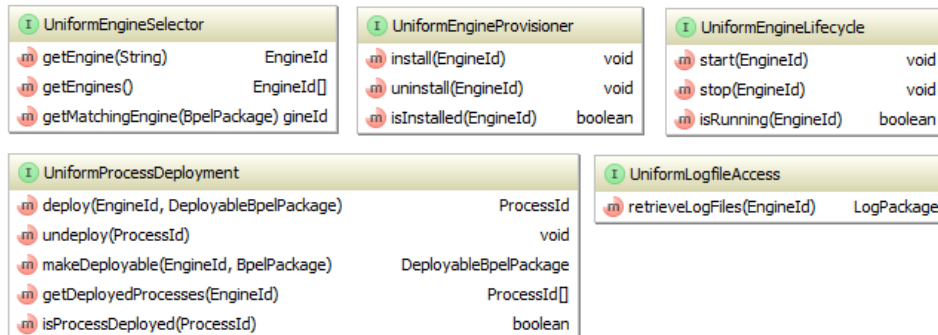 I UniformEngineSelector
m getEngine(String) EngineId
m getEngines() EngineId[]
m getMatchingEngine(BpelPackage) gineId
I UniformEngineProvisioner
m install(EngineId) void
m uninstall(EngineId) void
m isInstalled(EngineId) boolean
I UniformEngineLifecycle
m start(EngineId) void
m stop(EngineId) void
m isRunning(EngineId) boolean
I UniformProcessDeployment
m deploy(EngineId, DeployableBpelPackage) ProcessId
m undeploy(ProcessId) void
m makeDeployable(EngineId, BpelPackage) DeployableBpelPackage
m getDeployedProcesses(EngineId) ProcessId[]
m isProcessDeployed(ProcessId) boolean
I UniformLogfileAccess
m retrieveLogFiles(EngineId) LogPackage